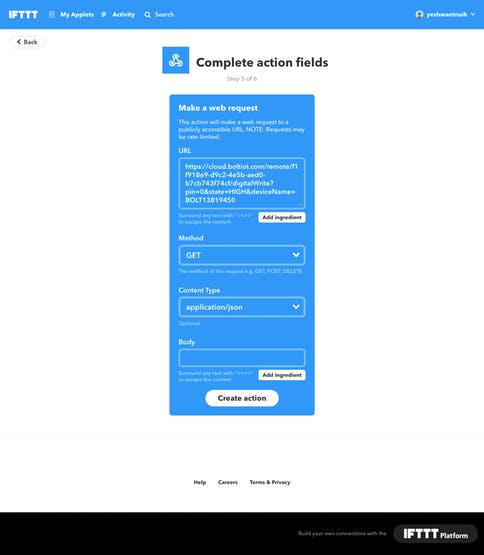 IFTTT My Applets Activity Search yeshwantnaik
Back
Complete action fields
Step 5 of 6
Make a web request
This action will make a web request to a
publicly accessible URL. NOTE: Requests may
be rate limited.
URL
https://cloud.boltiot.com/remote/f1
f918e9-d9c2-4e5b-aed0-
b7cb743f74cf/digitalWrite?
pin=0&state=HIGH&deviceName=
BOLT13819450
Surround any text with "<<>>"
to escape the content
Add ingredient
Method
GET
The method of the request e.g. GET, POST, DELETE
Content Type
application/json
Optional
Body
Surround any text with "<<>>"
to escape the content
Add ingredient
Create action
Help Careers Terms & Privacy
Build your own connections with the IFTTT Platform